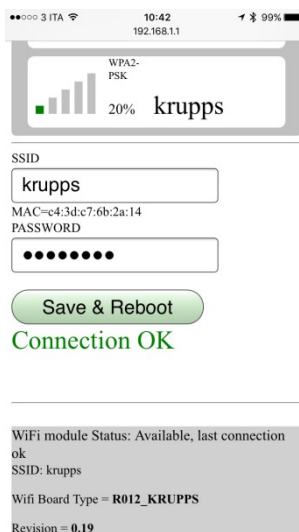 ●●○○○ 3 ITA 10:42 99%
192.168.1.1
WPA2-
PSK
20% krupps
SSID
krupps
MAC=c4:3d:c7:6b:2a:14
PASSWORD
●●●●●●●●
Save & Reboot
Connection OK
WiFi module Status: Available, last connection
ok
SSID: krupps
Wifi Board Type = R012_KRUPPS
Revision = 0.19